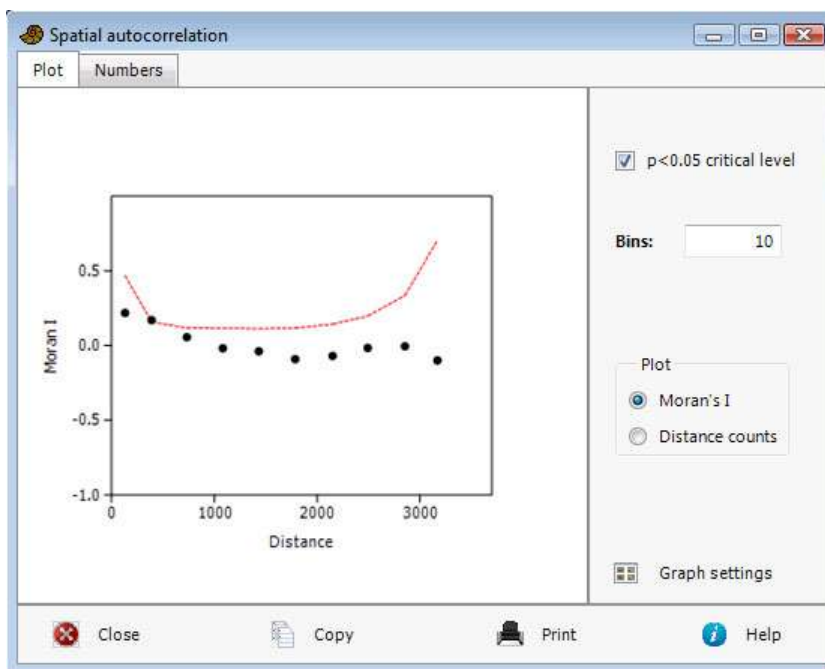 Spatial autocorrelation
Plot Numbers
p<0.05 critical level
Bins: 10
0.5
0.0
-0.5
-1.0
Moran I
0 1000 2000 3000
Distance
Plot
Moran's I
Distance counts
Graph settings
Close Copy Print Help